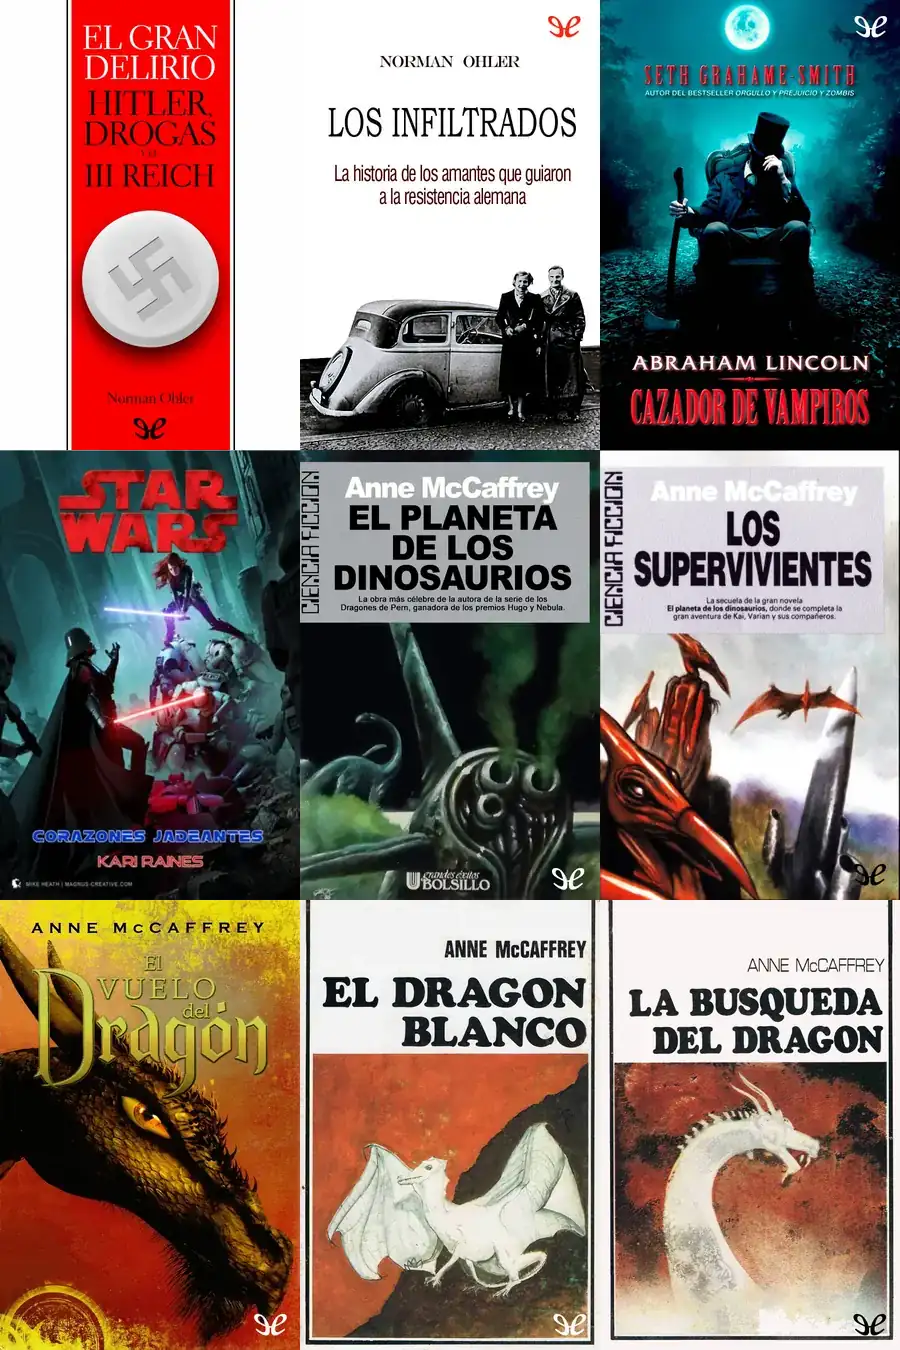 EL GRAN
DELIRIO
HITLER,
DROGAS
Y EL
III REICH
Norman Ohler
NORMAN OHLER
LOS INFILTRADOS
La historia de los amantes que guiaron
a la resistencia alemana
SETH GRAHAME-SMITH
AUTOR DEL BESTSELLER ORGULLO Y PREJUICIO Y ZOMBIS
ABRAHAM LINCOLN
CAZADOR DE VAMPIROS
STAR
WARS
CORAZONES JADEANTES
KARI RAINES
MIKE HEATH | MAGNUS-CREATIVE.COM
CIENCIA FICCION
Anne McCaffrey
EL PLANETA
DE LOS
DINOSAURIOS
La obra más célebre de la autora de la serie de los
Dragones de Pern, ganadora de los premios Hugo y Nebula.
grandes éxitos
BOLSILLO
CIENCIA FICCION
Anne McCaffrey
LOS
SUPERVIVIENTES
La secuela de la gran novela
El planeta de los dinosaurios, donde se completa la
gran aventura de Kai, Varian y sus compañeros.
ANNE McCAFFREY
El
VUELO
del
Dragón
ANNE McCAFFREY
EL DRAGON
BLANCO
ANNE McCAFFREY
LA BUSQUEDA
DEL DRAGON